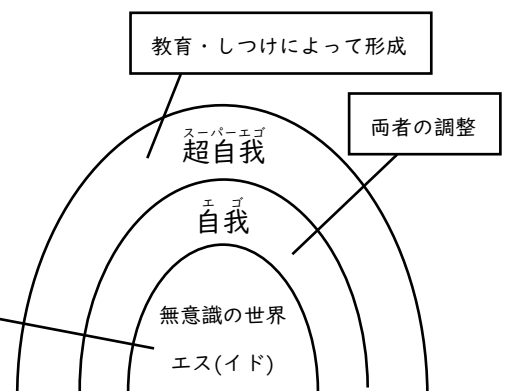 教育・しつけによって形成
両者の調整
スーパーエゴ
超自我
エゴ
自我
無意識の世界
エス(イド)